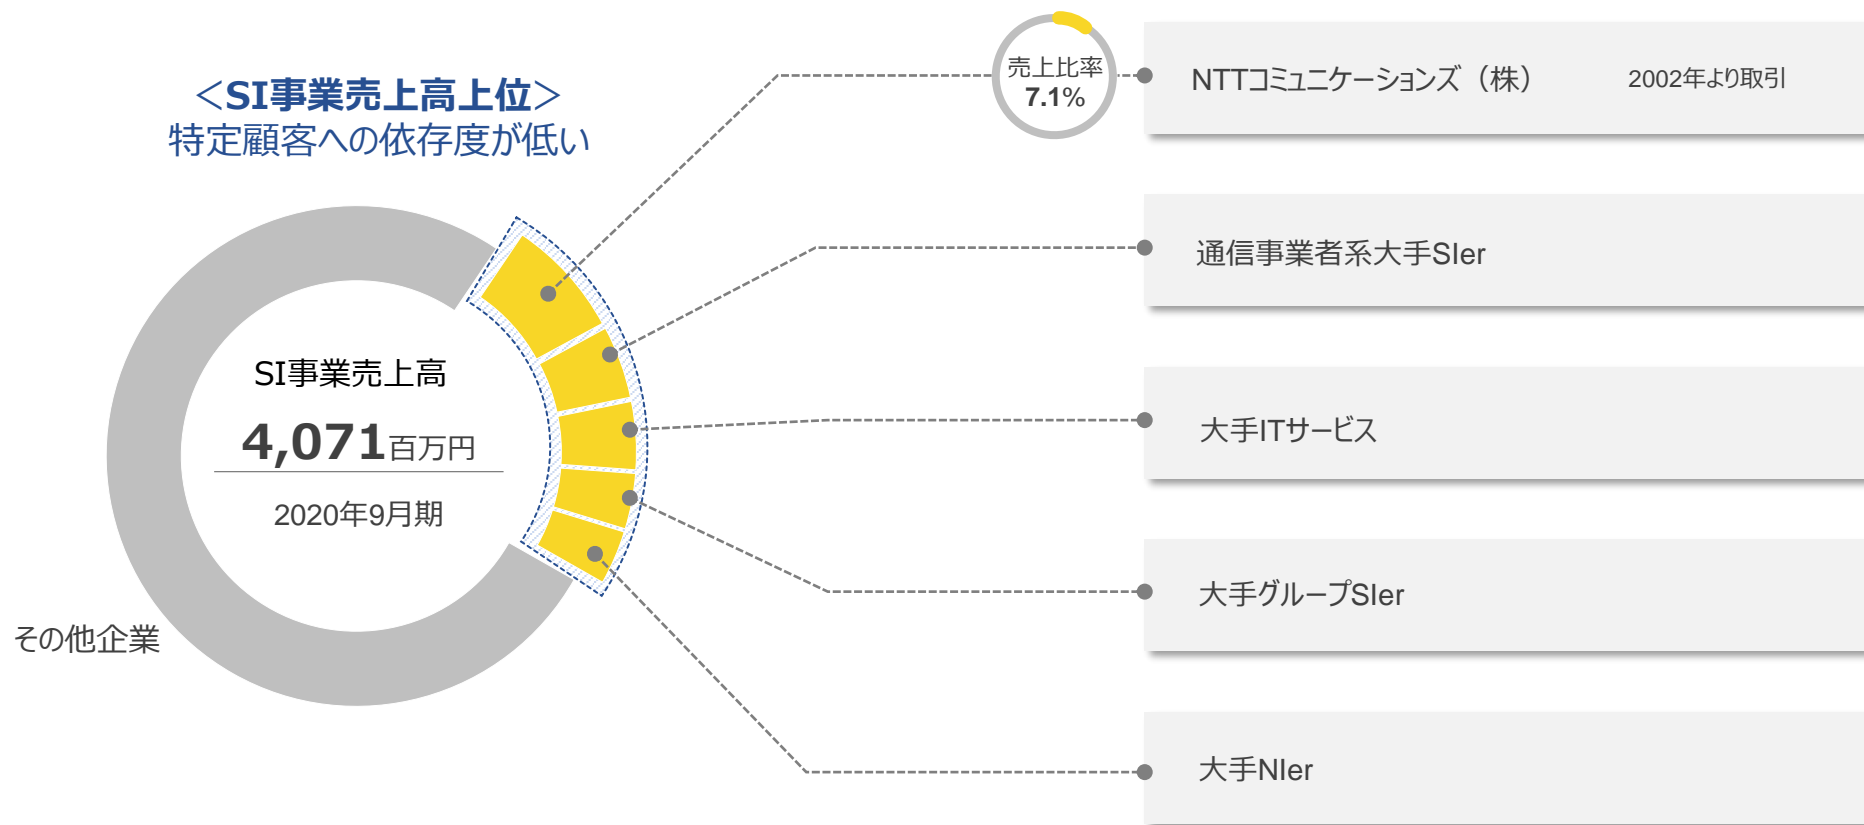 ＜SI事業売上高上位＞
特定顧客への依存度が低い
SI事業売上高
4,071百万円
2020年9月期
その他企業
売上比率
7.1%
NTTコミュニケーションズ（株） 2002年より取引
通信事業者系大手SIer
大手ITサービス
大手グループSIer
大手NIer